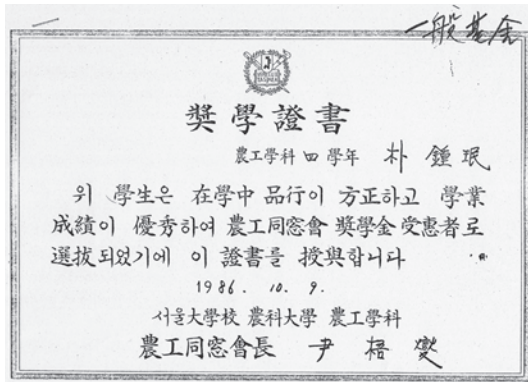 一般基金
奬學證書
農工學科 四 學年 朴 鍾 珉
위 學生은 在學中 品行이 方正하고 學業
成績이 優秀하여 農工同窓會 奬學金 受惠者로
選拔되었기에 이 證書를 授與합니다
1986. 10. 9.
서울大學校 農科大學 農工學科
農工同窓會長 尹 梧 燮